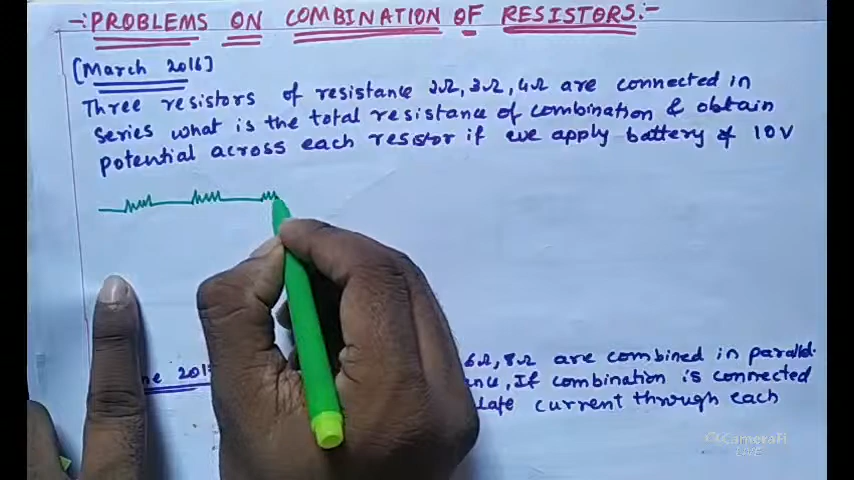 -:PROBLEMS ON COMBINATION OF RESISTORS:-
[March 2016]
Three resistors of resistance 2Ω, 3Ω, 4Ω are connected in
series what is the total resistance of combination & obtain
potential across each resistor if we apply battery of 10V
6Ω, 8Ω are combined in parallel.
If combination is connected
current through each
CameraFi
LIVE